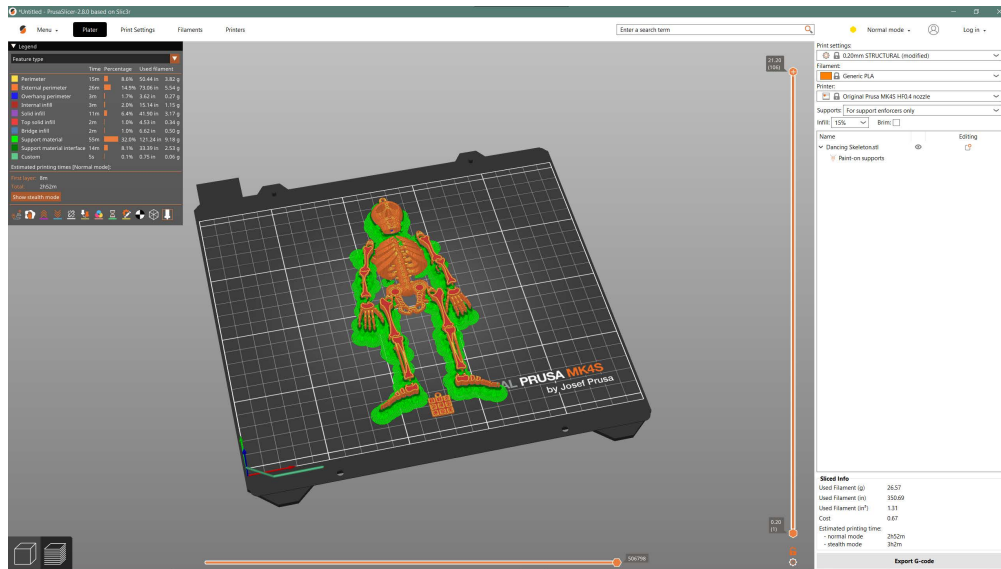 *Untitled - PrusaSlicer-2.8.0 based on Slic3r
Menu
Plater
Print Settings
Filaments
Printers
Enter a search term
Normal mode
Log in
Legend
Feature type
Time Percentage Used filament
Perimeter 15m 8.6% 50.44 in 3.82 g
External perimeter 26m 14.9% 73.06 in 5.54 g
Overhang perimeter 3m 1.7% 3.62 in 0.27 g
Internal infill 3m 2.0% 15.14 in 1.15 g
Solid infill 11m 6.4% 41.90 in 3.17 g
Top solid infill 2m 1.0% 4.53 in 0.34 g
Bridge infill 2m 1.0% 6.62 in 0.50 g
Support material 55m 32.0% 121.24 in 9.18 g
Support material interface 14m 8.1% 33.39 in 2.53 g
Custom 5s 0.1% 0.75 in 0.06 g
Estimated printing times [Normal mode]:
First layer: 8m
Total: 2h52m
Show stealth mode
21.20
(106)
AL PRUSA MK4S
by Josef Prusa
0.20
(1)
506798
Print settings:
0.20mm STRUCTURAL (modified)
Filament:
Generic PLA
Printer:
Original Prusa MK4S HF0.4 nozzle
Supports: For support enforcers only
Infill: 15% Brim:
Name Editing
Dancing Skeleton.stl
Paint-on supports
Sliced Info
Used Filament (g) 26.57
Used Filament (in) 350.69
Used Filament (in³) 1.31
Cost 0.67
Estimated printing time:
- normal mode 2h52m
- stealth mode 3h2m
Export G-code